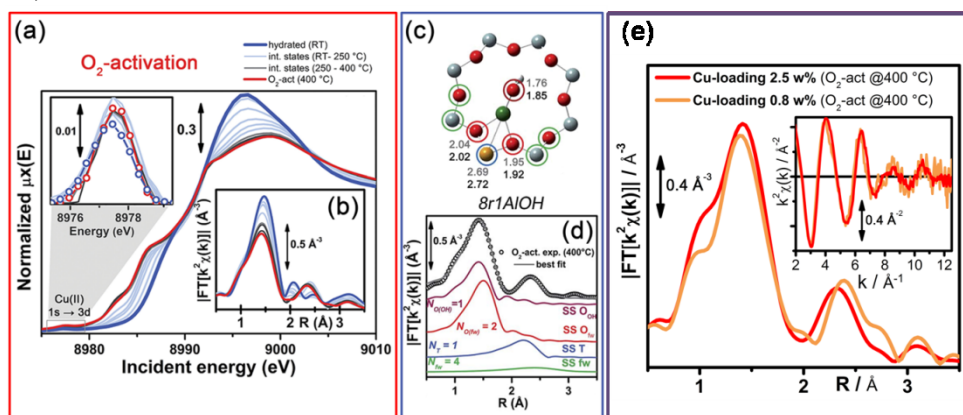 (a)
O₂-activation
hydrated (RT)
int. states (RT- 250 °C)
int. states (250 - 400 °C)
O₂-act (400 °C)
0.01
8976 8978
Energy (eV)
0.3
Cu(II)
1s → 3d
(b)
0.5 Å⁻³
|FT[k²χ(k)]| (Å⁻³)
1 2 3
R (Å)
Normalized μx(E)
8980 8990 9000 9010
Incident energy (eV)
(c)
1.76
1.85
2.04
2.02
1.95
1.92
2.69
2.72
8r1AlOH
(d)
0.5 Å⁻³
O₂-act. exp. (400°C)
best fit
N_O(OH)=1
SS O_OH
N_O(fw) = 2
SS O_fw
N_T = 1
SS T
N_fw = 4
SS fw
|FT[k²χ(k)]| (Å⁻³)
1 2 3
R (Å)
(e)
Cu-loading 2.5 w% (O₂-act @400 °C)
Cu-loading 0.8 w% (O₂-act @400 °C)
0.4 Å⁻³
k²χ(k) / Å⁻²
0.4 Å⁻²
2 4 6 8 10 12
k / Å⁻¹
|FT[k²χ(k)]| / Å⁻³
1 2 3
R / Å